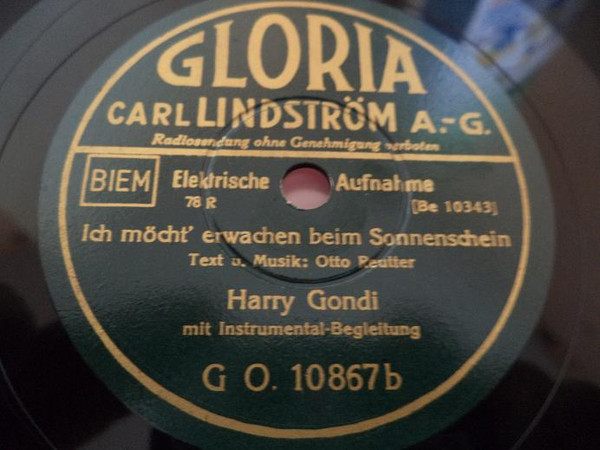 GLORIA
CARL LINDSTRÖM A.-G.
Radiosendung ohne Genehmigung verboten
BIEM Elektrische Aufnahme
78 R [Be 10343]
Ich möcht' erwachen beim Sonnenschein
Text u. Musik: Otto Reutter
Harry Gondi
mit Instrumental-Begleitung
G O. 10867b